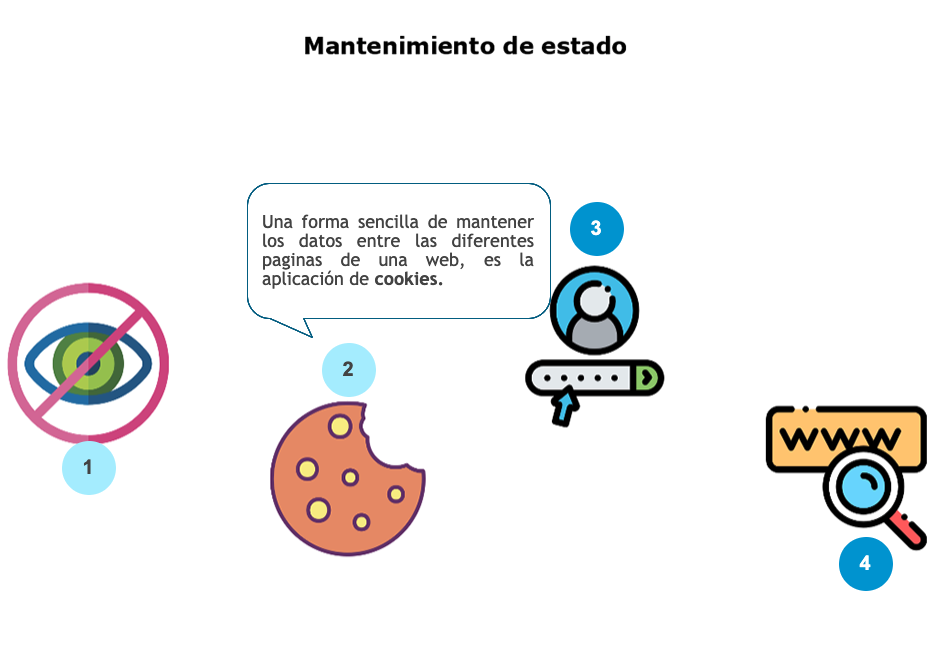 Mantenimiento de estado
Una forma sencilla de mantener
los datos entre las diferentes
paginas de una web, es la
aplicación de cookies.
3
2
1
WWW
4